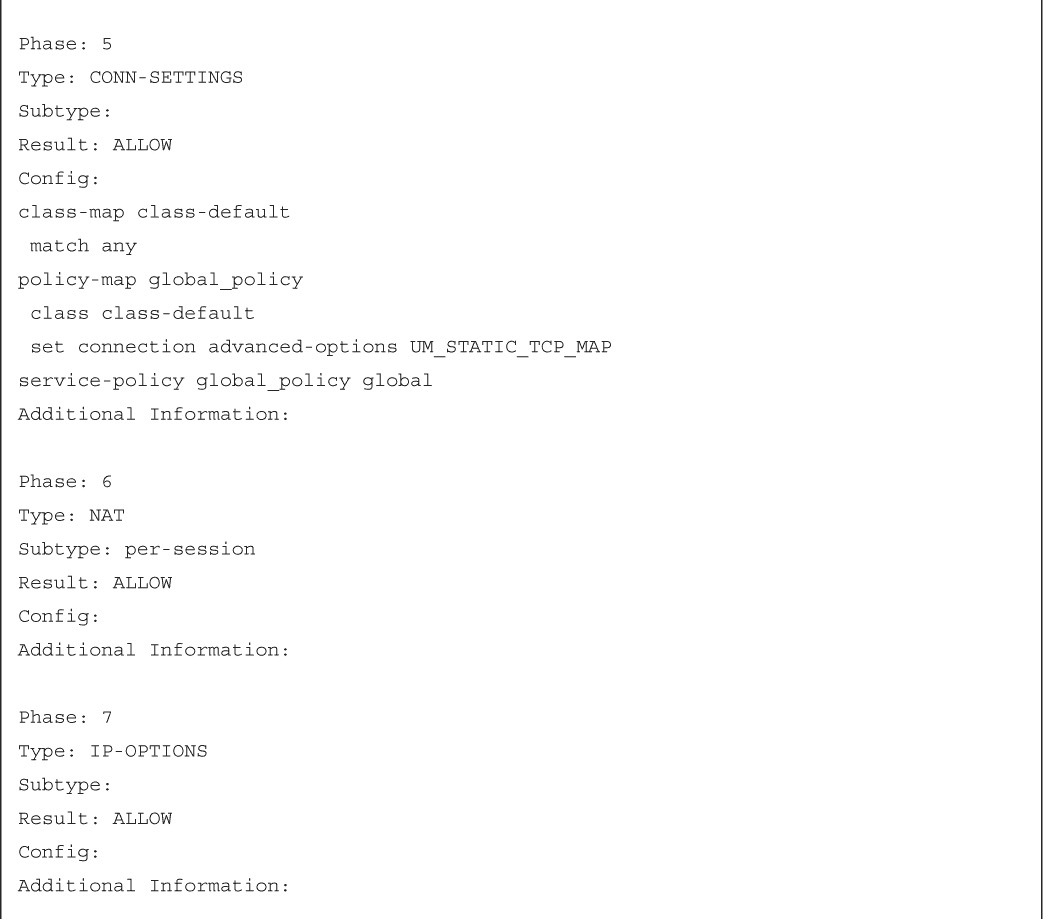 Phase: 5
Type: CONN-SETTINGS
Subtype:
Result: ALLOW
Config:
class-map class-default
 match any
policy-map global_policy
 class class-default
 set connection advanced-options UM_STATIC_TCP_MAP
service-policy global_policy global
Additional Information:

Phase: 6
Type: NAT
Subtype: per-session
Result: ALLOW
Config:
Additional Information:

Phase: 7
Type: IP-OPTIONS
Subtype:
Result: ALLOW
Config:
Additional Information: